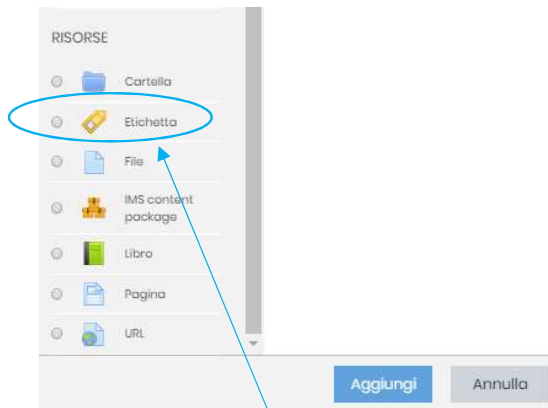 RISORSE
Cartella
Etichetta
File
IMS content
package
Libro
Pagina
URL
Aggiungi
Annulla